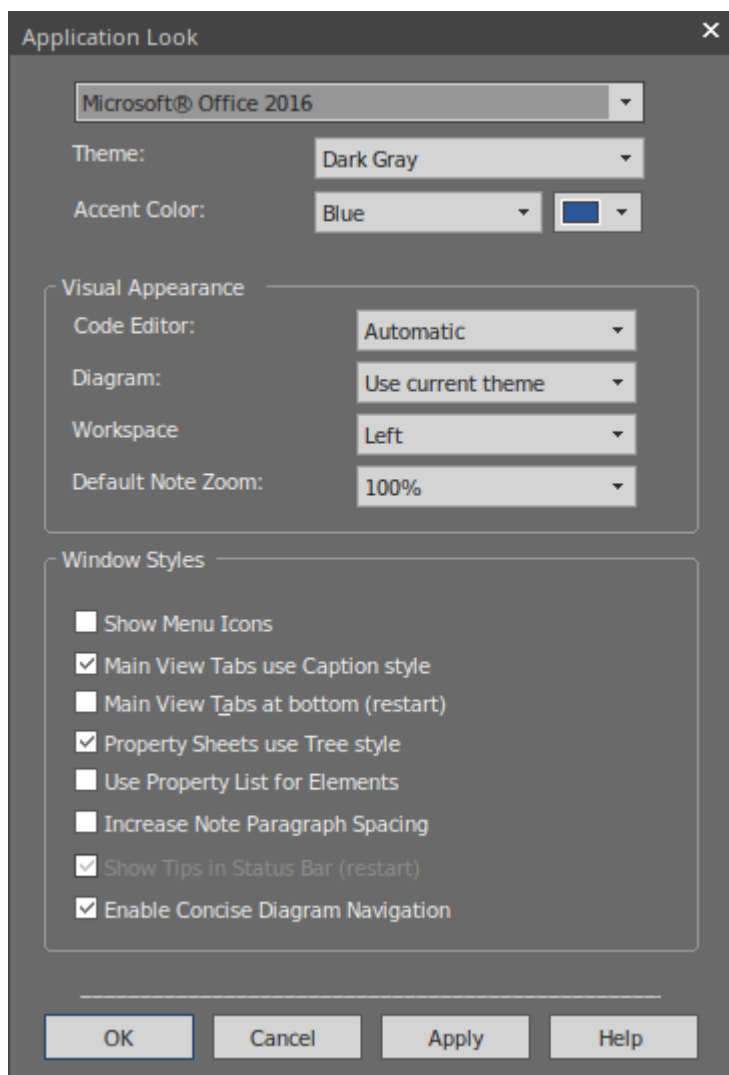 Application Look
Microsoft® Office 2016
Theme: Dark Gray
Accent Color: Blue
Visual Appearance
Code Editor: Automatic
Diagram: Use current theme
Workspace Left
Default Note Zoom: 100%
Window Styles
Show Menu Icons
Main View Tabs use Caption style
Main View Tabs at bottom (restart)
Property Sheets use Tree style
Use Property List for Elements
Increase Note Paragraph Spacing
Show Tips in Status Bar (restart)
Enable Concise Diagram Navigation
OK Cancel Apply Help